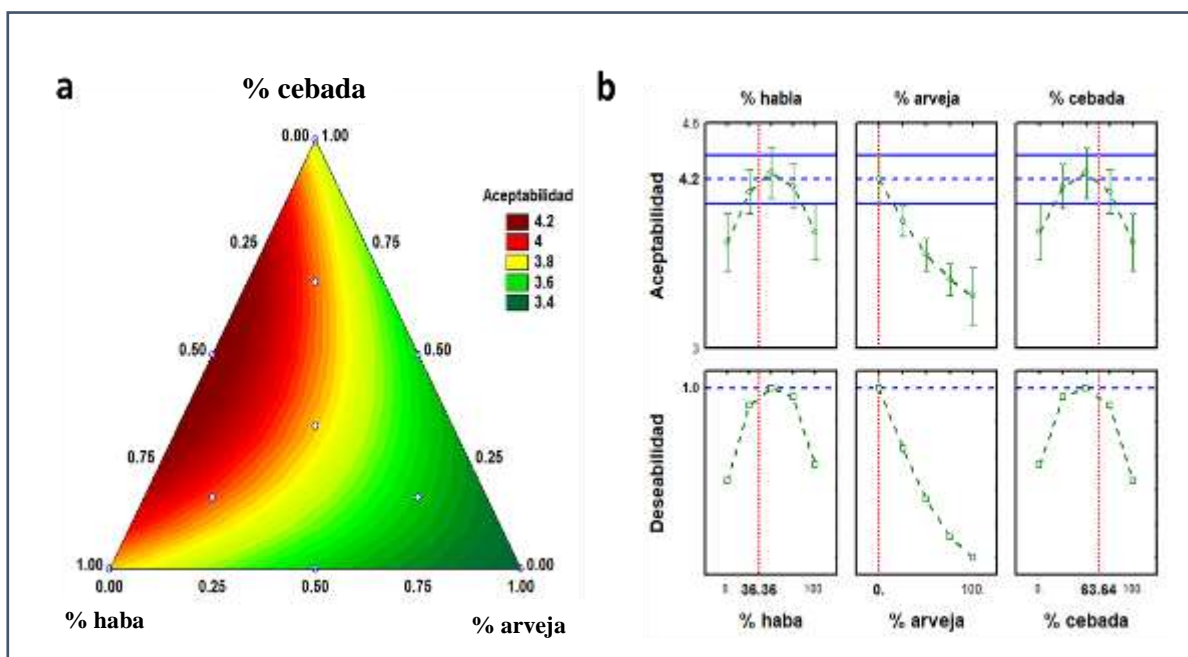 a
% cebada
0.00 1.00
0.25 0.75
0.50 0.50
0.75 0.25
1.00 0.00
0.00 0.25 0.50 0.75 1.00
% haba
% arveja
Aceptabilidad
4.2
4
3.8
3.6
3.4
b
% habla % arveja % cebada
4.6
4.2
3
Aceptabilidad
1.0
Deseabilidad
0 36.36 100 0. 100. 0 63.64 100
% haba % arveja % cebada